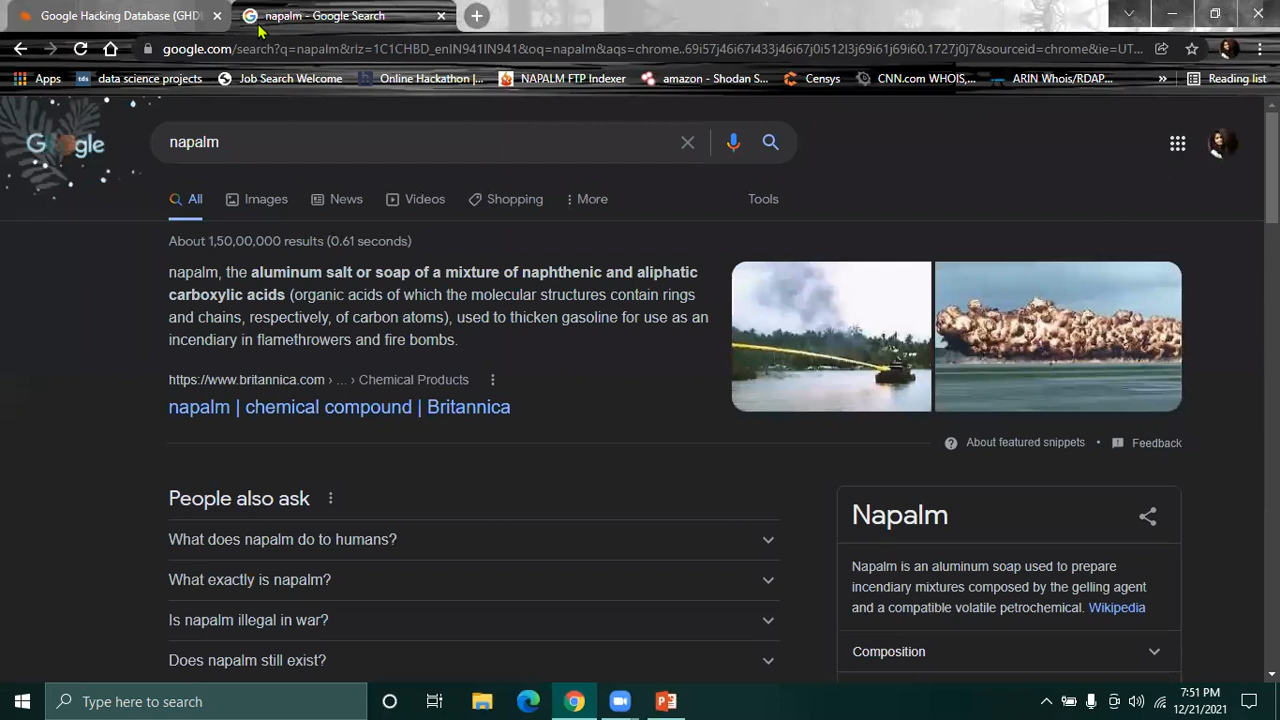 Google Hacking Database (GHD
napalm - Google Search
google.com/search?q=napalm&rlz=1C1CHBD_enIN941IN941&oq=napalm&aqs=chrome..69i57j46i67i433j46i67j0i512l3j69i61j69i60.1727j0j7&sourceid=chrome&ie=UT...
Apps
data science projects
Job Search Welcome
Online Hackathon |...
NAPALM FTP Indexer
amazon - Shodan S...
Censys
CNN.com WHOIS,...
ARIN Whois/RDAP...
»
Reading list
Google
napalm
All
Images
News
Videos
Shopping
More
Tools
About 1,50,00,000 results (0.61 seconds)
napalm, the aluminum salt or soap of a mixture of naphthenic and aliphatic
carboxylic acids (organic acids of which the molecular structures contain rings
and chains, respectively, of carbon atoms), used to thicken gasoline for use as an
incendiary in flamethrowers and fire bombs.
https://www.britannica.com › ... › Chemical Products
napalm | chemical compound | Britannica
About featured snippets • Feedback
People also ask
What does napalm do to humans?
What exactly is napalm?
Is napalm illegal in war?
Does napalm still exist?
Napalm
Napalm is an aluminum soap used to prepare
incendiary mixtures composed by the gelling agent
and a compatible volatile petrochemical. Wikipedia
Composition
Type here to search
7:51 PM
12/21/2021